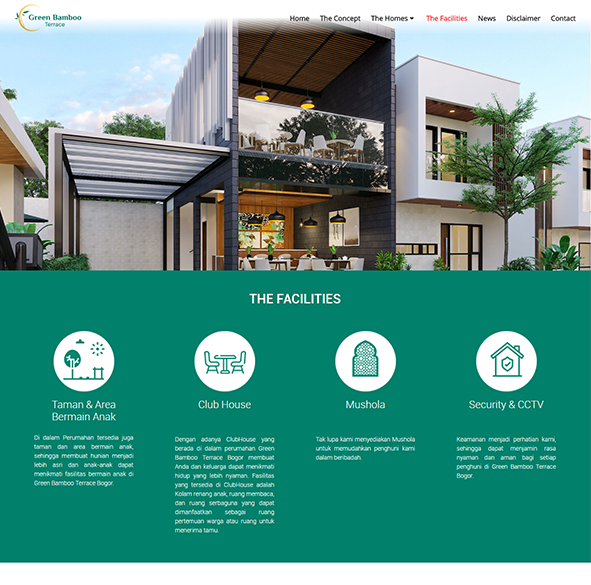 Green Bamboo
Terrace
Home The Concept The Homes The Facilities News Disclaimer Contact
THE FACILITIES
Taman & Area
Bermain Anak
Di dalam Perumahan tersedia juga
taman dan area bermain anak,
sehingga membuat hunian menjadi
lebih asri dan anak-anak dapat
menikmati fasilitas bermain anak di
Green Bamboo Terrace Bogor.
Club House
Dengan adanya ClubHouse yang
berada di dalam perumahan Green
Bamboo Terrace Bogor membuat
Anda dan keluarga dapat menikmati
hidup yang lebih nyaman. Fasilitas
yang tersedia di ClubHouse adalah
Kolam renang anak, ruang membaca,
dan ruang serbaguna yang dapat
dimanfaatkan sebagai ruang
pertemuan warga atau ruang untuk
menerima tamu.
Mushola
Tak lupa kami menyediakan Mushola
untuk memudahkan penghuni kami
dalam beribadah.
Security & CCTV
Keamanan menjadi perhatian kami,
sehingga dapat menjamin rasa
nyaman dan aman bagi setiap
penghuni di Green Bamboo Terrace
Bogor.